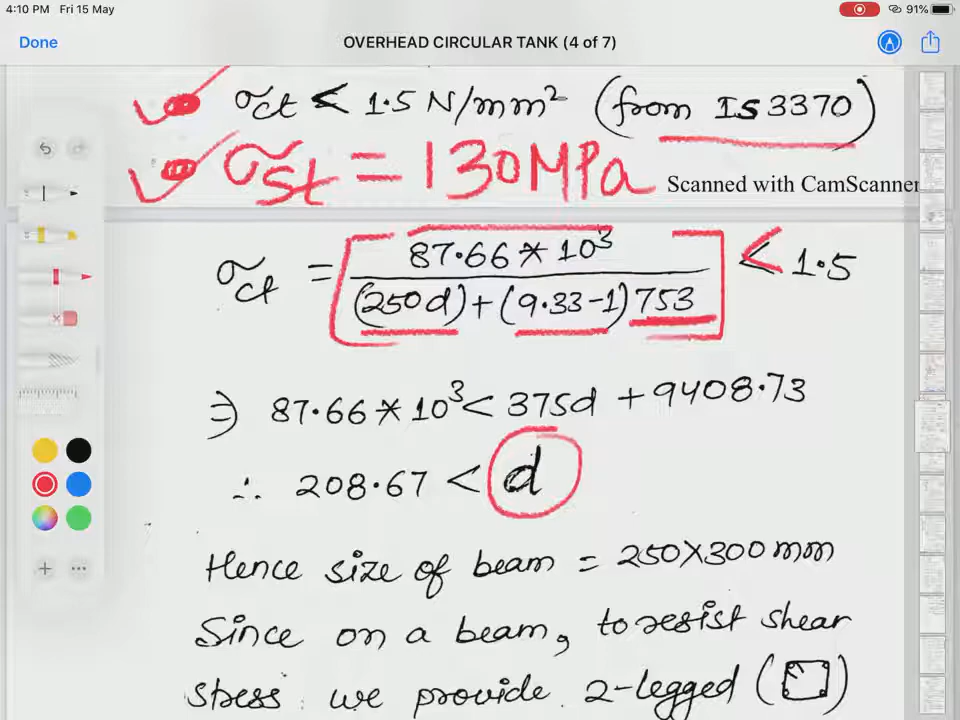 4:10 PM Fri 15 May
91%
Done
OVERHEAD CIRCULAR TANK (4 of 7)
σct < 1.5 N/mm² (from IS 3370)
σst = 130 MPa
Scanned with CamScanner
σct = 87.66 * 10³ / (250d) + (9.33-1) 753 < 1.5
⇒ 87.66 * 10³ < 375d + 9408.73
∴ 208.67 < d
Hence size of beam = 250X300 mm
Since on a beam, to resist shear
stress we provide 2-legged ( )